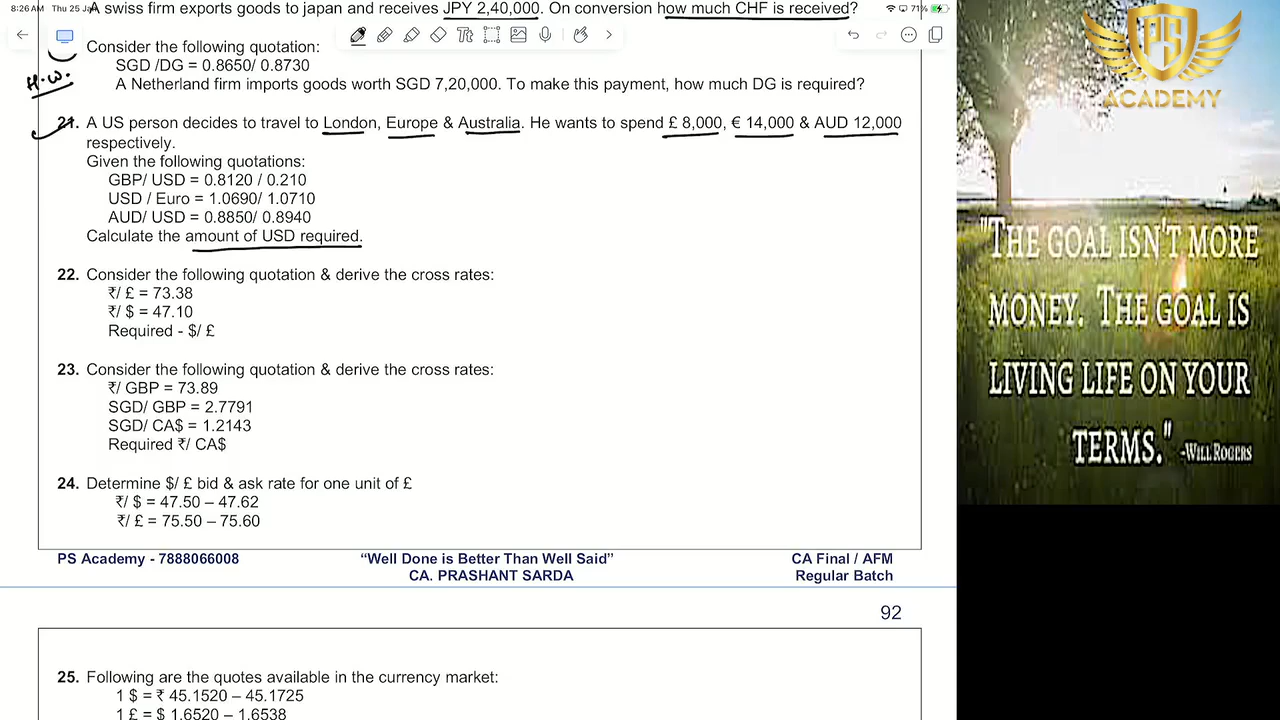 8:26 AM Thu 25 Jan
71%
A swiss firm exports goods to japan and receives JPY 2,40,000. On conversion how much CHF is received?
Consider the following quotation:
SGD /DG = 0.8650/ 0.8730
H.W.
A Netherland firm imports goods worth SGD 7,20,000. To make this payment, how much DG is required?
21. A US person decides to travel to London, Europe & Australia. He wants to spend £ 8,000, € 14,000 & AUD 12,000
respectively.
Given the following quotations:
GBP/ USD = 0.8120 / 0.210
USD / Euro = 1.0690/ 1.0710
AUD/ USD = 0.8850/ 0.8940
Calculate the amount of USD required.
22. Consider the following quotation & derive the cross rates:
₹/ £ = 73.38
₹/ $ = 47.10
Required - $/ £
23. Consider the following quotation & derive the cross rates:
₹/ GBP = 73.89
SGD/ GBP = 2.7791
SGD/ CA$ = 1.2143
Required ₹/ CA$
24. Determine $/ £ bid & ask rate for one unit of £
₹/ $ = 47.50 – 47.62
₹/ £ = 75.50 – 75.60
PS Academy - 7888066008 “Well Done is Better Than Well Said” CA Final / AFM
CA. PRASHANT SARDA Regular Batch
92
25. Following are the quotes available in the currency market:
1 $ = ₹ 45.1520 – 45.1725
1 £ = $ 1.6520 – 1.6538
PS
ACADEMY
"THE GOAL ISN'T MORE
MONEY. THE GOAL IS
LIVING LIFE ON YOUR
TERMS." -WILL ROGERS